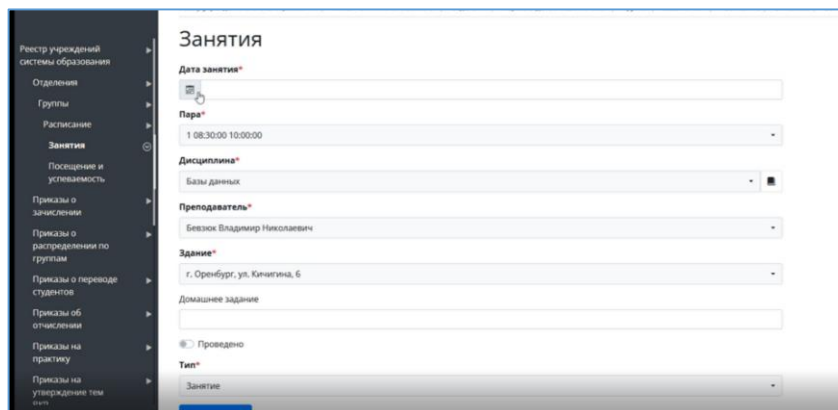 Занятия
Реестр учреждений
системы образования
Отделения
Группы
Расписание
Занятия
Посещение и
успеваемость
Приказы о
зачислении
Приказы о
распределении по
группам
Приказы о переводе
студентов
Приказы об
отчислении
Приказы на
практику
Приказы на
утверждение тем
Дата занятия*
Пара*
1 08:30:00 10:00:00
Дисциплина*
Базы данных
Преподаватель*
Бевзюк Владимир Николаевич
Здание*
г. Оренбург, ул. Кичигина, 6
Домашнее задание
Проведено
Тип*
Занятие